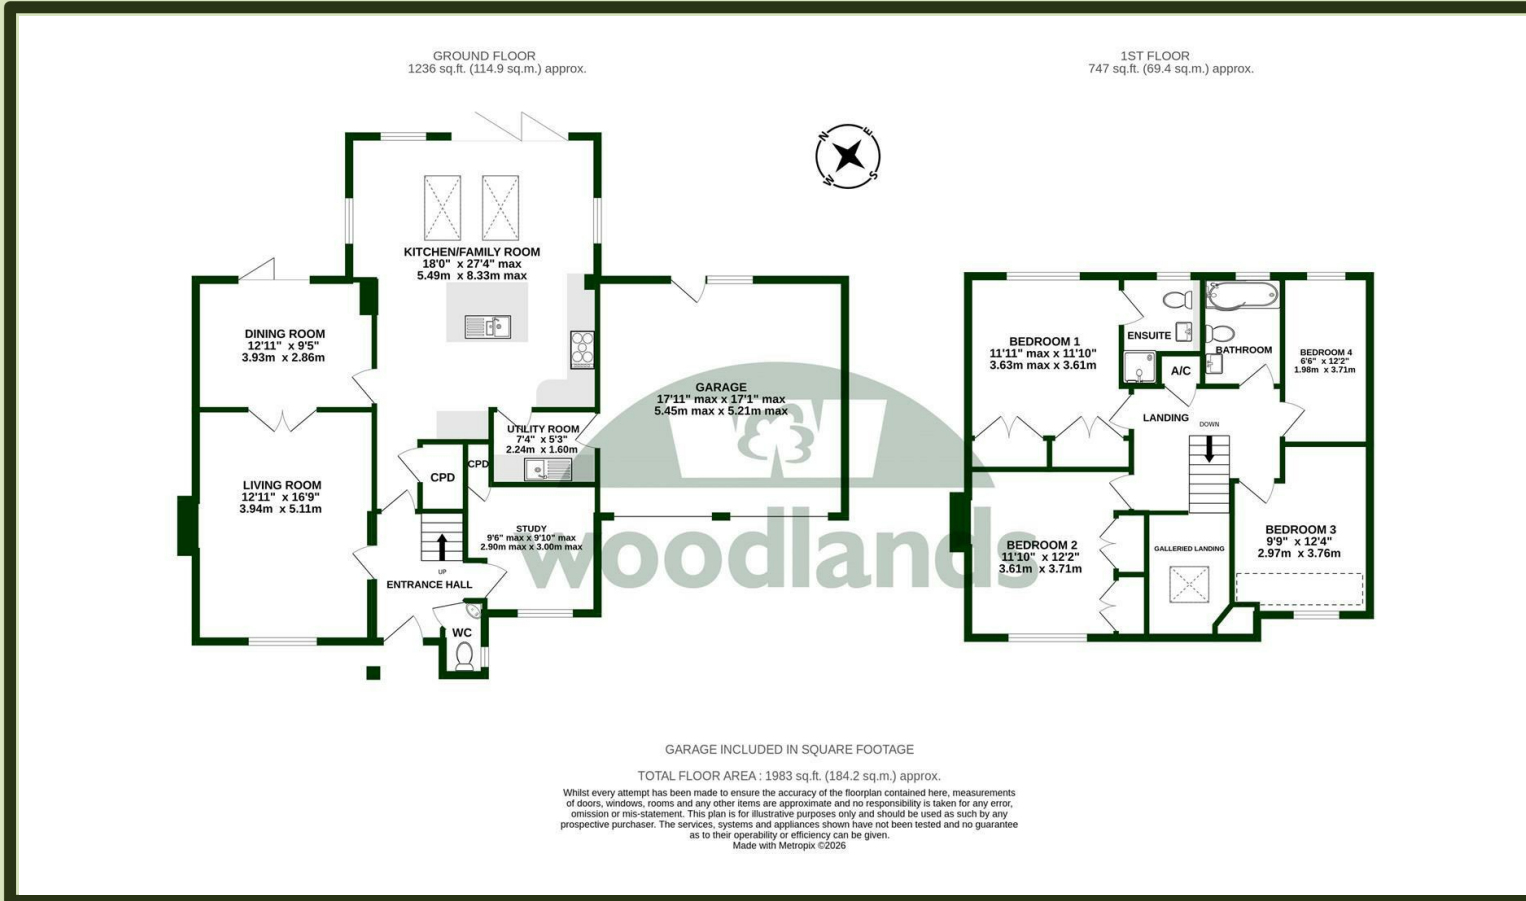 GROUND FLOOR
1236 sq.ft. (114.9 sq.m.) approx.
1ST FLOOR
747 sq.ft. (69.4 sq.m.) approx.
N
E
S
W
KITCHEN/FAMILY ROOM
18'0" x 27'4" max
5.49m x 8.33m max
DINING ROOM
12'11" x 9'5"
3.93m x 2.86m
GARAGE
17'11" max x 17'1" max
5.45m max x 5.21m max
UTILITY ROOM
7'4" x 5'3"
2.24m x 1.60m
CPD
CPD
LIVING ROOM
12'11" x 16'9"
3.94m x 5.11m
STUDY
9'6" max x 9'10" max
2.90m max x 3.00m max
UP
ENTRANCE HALL
WC
woodlands
BEDROOM 1
11'11" max x 11'10"
3.63m max x 3.61m
ENSUITE
BATHROOM
BEDROOM 4
6'6" x 12'2"
1.98m x 3.71m
A/C
LANDING
DOWN
BEDROOM 2
11'10" x 12'2"
3.61m x 3.71m
GALLERIED LANDING
BEDROOM 3
9'9" x 12'4"
2.97m x 3.76m
GARAGE INCLUDED IN SQUARE FOOTAGE
TOTAL FLOOR AREA : 1983 sq.ft. (184.2 sq.m.) approx.
Whilst every attempt has been made to ensure the accuracy of the floorplan contained here, measurements
of doors, windows, rooms and any other items are approximate and no responsibility is taken for any error,
omission or mis-statement. This plan is for illustrative purposes only and should be used as such by any
prospective purchaser. The services, systems and appliances shown have not been tested and no guarantee
as to their operability or efficiency can be given.
Made with Metropix ©2026